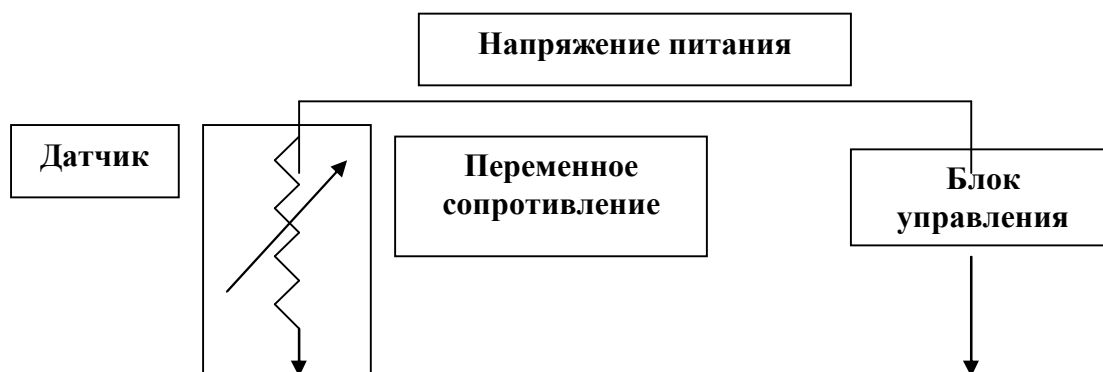 Напряжение питания
Датчик
Переменное
сопротивление
Блок
управления